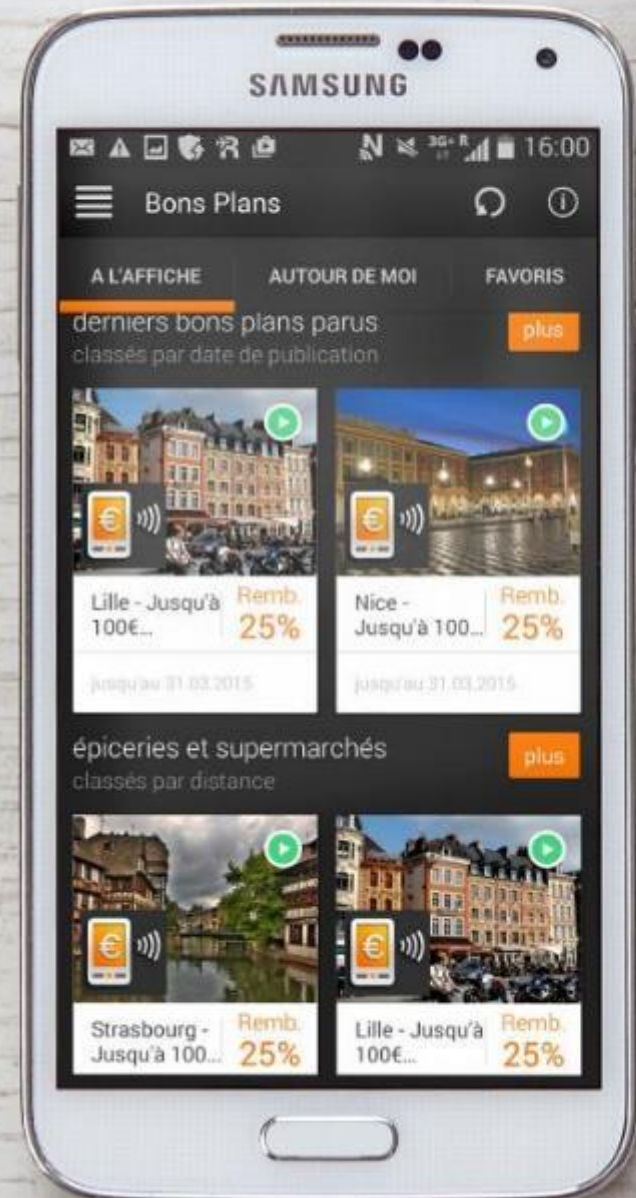 SAMSUNG
3G+ R 16:00
Bons Plans
A L'AFFICHE AUTOUR DE MOI FAVORIS
derniers bons plans parus plus
classés par date de publication
Lille - Jusqu'à 100€... Remb. 25%
Nice - Jusqu'à 100... Remb. 25%
jusqu'au 31.03.2015
jusqu'au 31.03.2015
épiceries et supermarchés plus
classés par distance
Strasbourg - Jusqu'à 100... Remb. 25%
Lille - Jusqu'à 100€... Remb. 25%